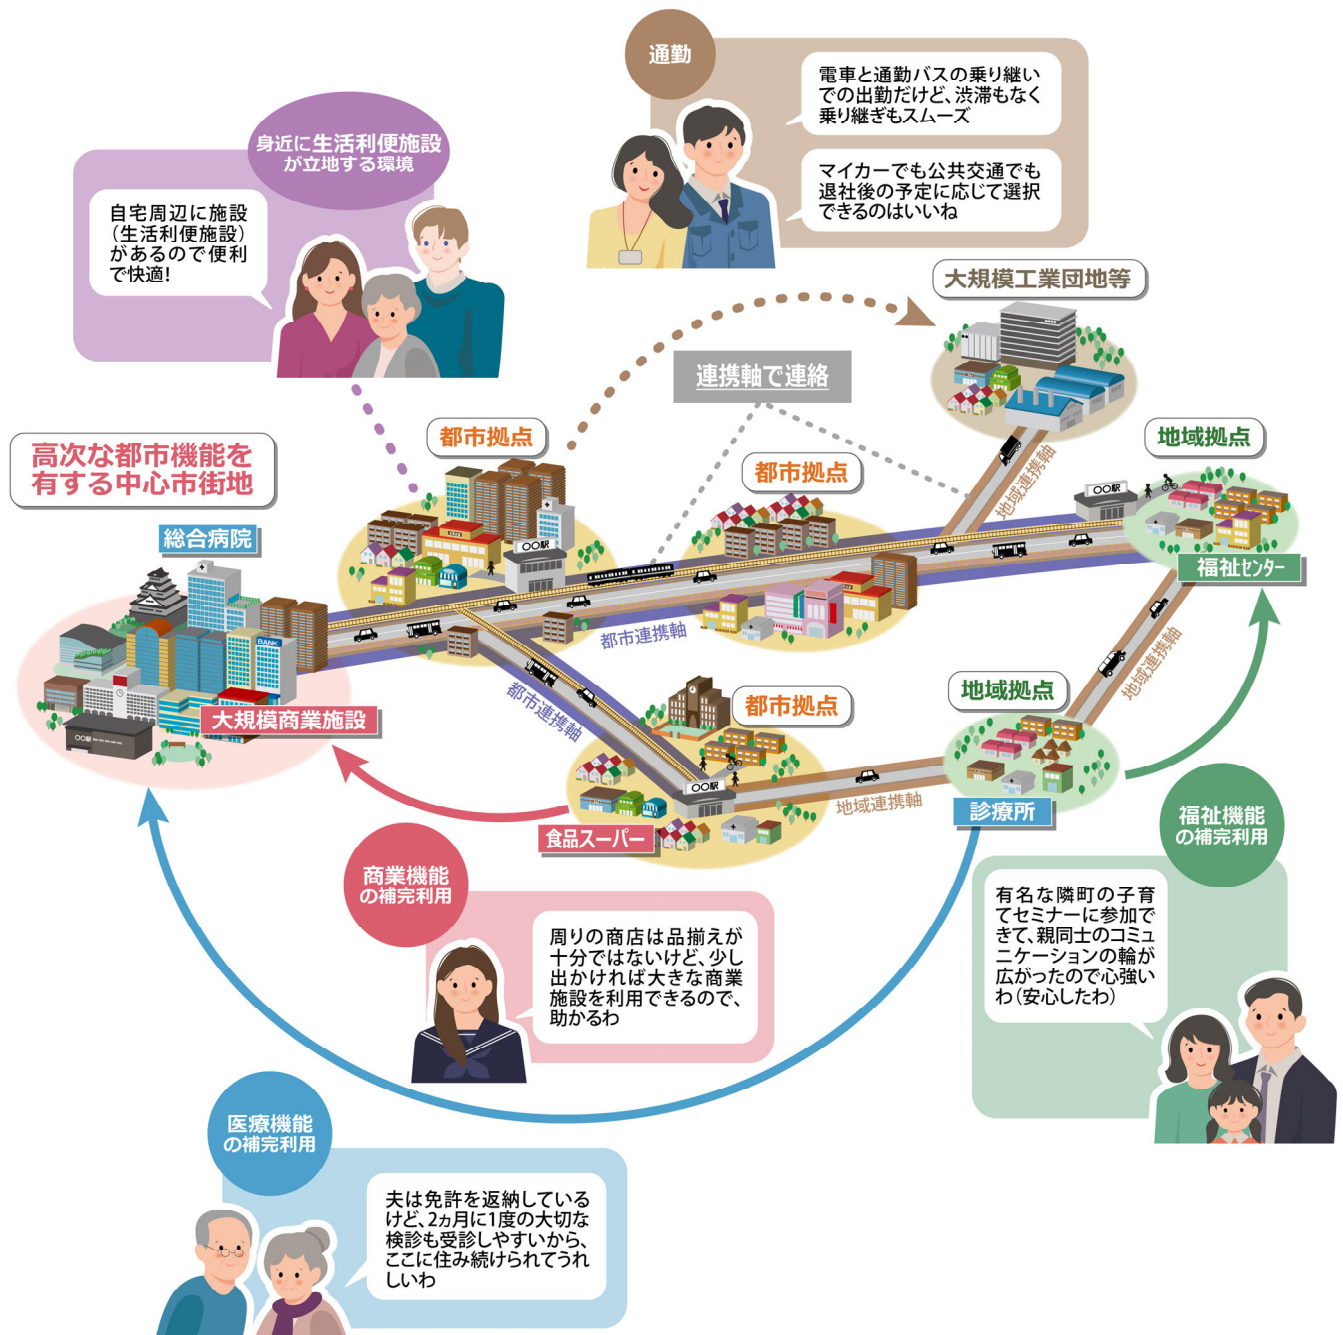 通勤
電車と通勤バスの乗り継い
での出勤だけど、渋滞もなく
乗り継ぎもスムーズ
マイカーでも公共交通でも
退社後の予定に応じて選択
できるのはいいね
身近に生活利便施設
が立地する環境
自宅周辺に施設
（生活利便施設）
があるので便利
で快適！
大規模工業団地等
連携軸で連絡
都市拠点
高次な都市機能を
有する中心市街地
都市拠点
地域拠点
地域連携軸
〇〇駅
〇〇駅
総合病院
福祉センター
BANK
都市連携軸
都市連携軸
地域連携軸
大規模商業施設
〇〇駅
都市拠点
地域拠点
〇〇駅
地域連携軸
診療所
食品スーパー
福祉機能
の補完利用
有名な隣町の子育
てセミナーに参加で
きて、親同士のコミュ
ニケーションの輪が
広がったので心強い
わ（安心したわ）
商業機能
の補完利用
周りの商店は品揃えが
十分ではないけど、少し
出かければ大きな商業
施設を利用できるので、
助かるわ
医療機能
の補完利用
夫は免許を返納している
けど、2ヵ月に1度の大切な
検診も受診しやすいから、
ここに住み続けられてうれ
しいわ